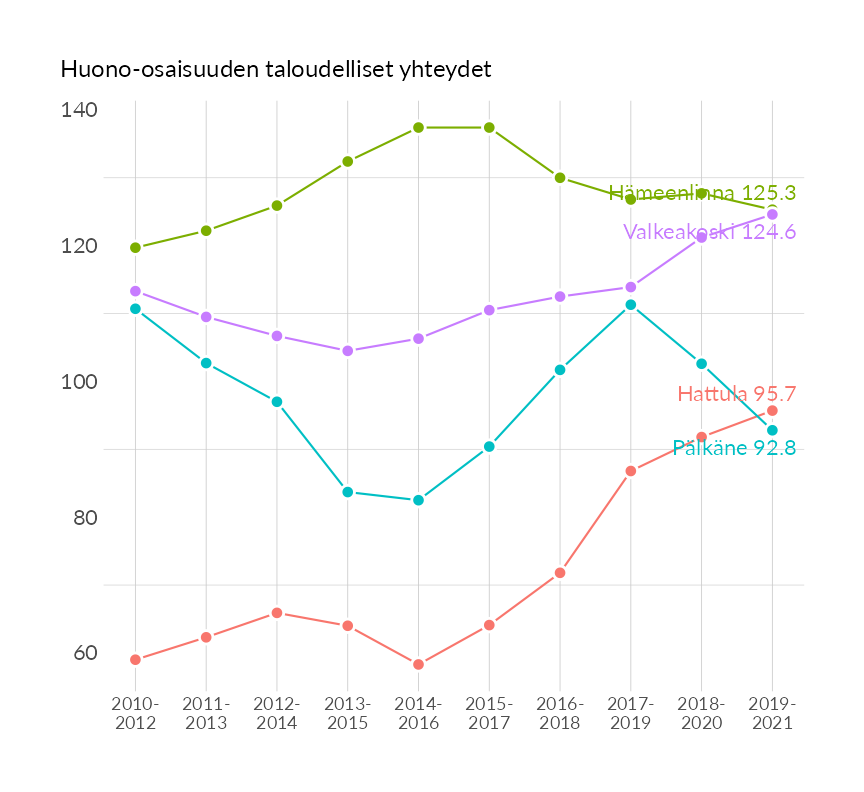 Huono-osaisuuden taloudelliset yhteydet
140
Hämeenlinna 125.3
Valkeakoski 124.6
120
100
Hattula 95.7
Pälkäne 92.8
80
60
2010- 2011- 2012- 2013- 2014- 2015- 2016- 2017- 2018- 2019-
2012 2013 2014 2015 2016 2017 2018 2019 2020 2021